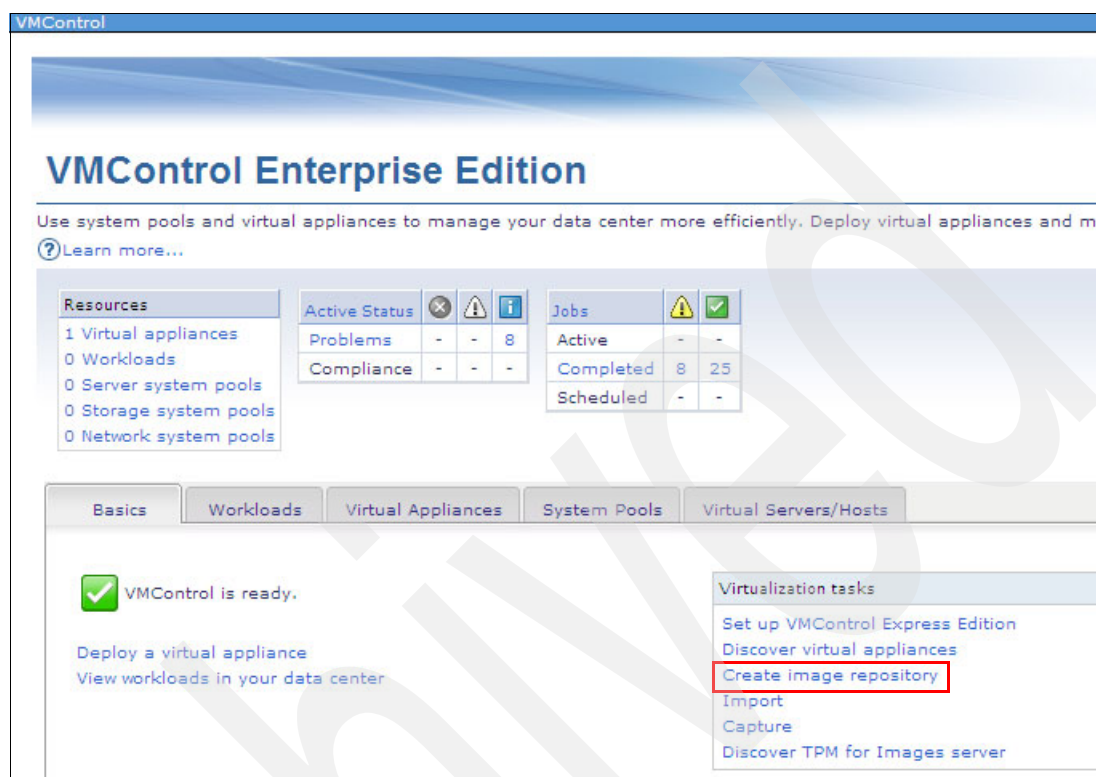 VMControl
VMControl Enterprise Edition
Use system pools and virtual appliances to manage your data center more efficiently. Deploy virtual appliances and m
Learn more...
Resources
1 Virtual appliances
0 Workloads
0 Server system pools
0 Storage system pools
0 Network system pools
Active Status
Problems - - 8
Compliance - - -
Jobs
Active - -
Completed 8 25
Scheduled - -
Basics Workloads Virtual Appliances System Pools Virtual Servers/Hosts
VMControl is ready.
Deploy a virtual appliance
View workloads in your data center
Virtualization tasks
Set up VMControl Express Edition
Discover virtual appliances
Create image repository
Import
Capture
Discover TPM for Images server